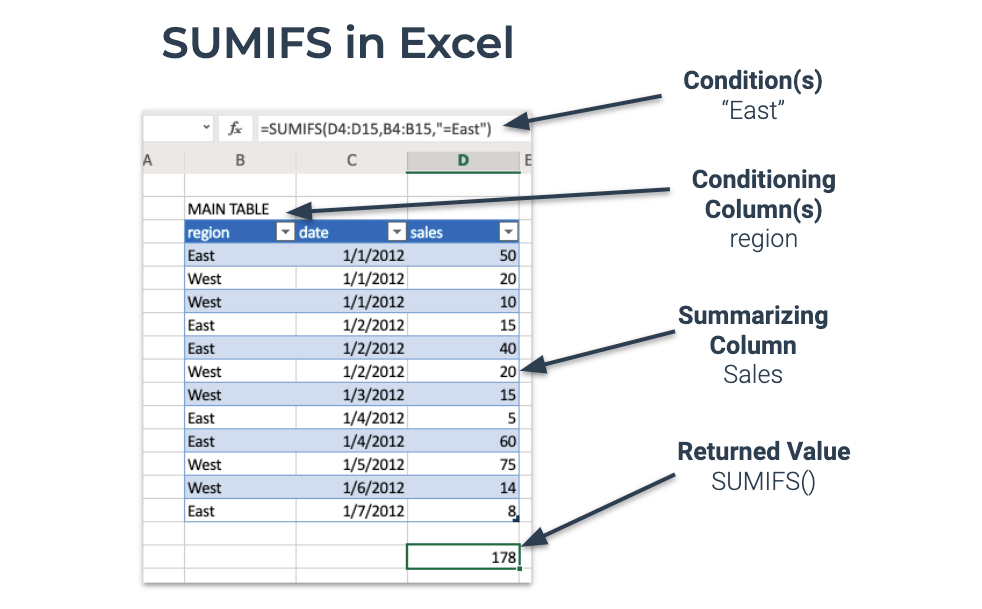 SUMIFS in Excel
Condition(s)
“East”
fx =SUMIFS(D4:D15,B4:B15,"=East")
A B C D E
Conditioning
Column(s)
region
MAIN TABLE
region date sales
East 1/1/2012 50
West 1/1/2012 20
West 1/1/2012 10
East 1/2/2012 15
East 1/2/2012 40
West 1/2/2012 20
West 1/3/2012 15
East 1/4/2012 5
East 1/4/2012 60
West 1/5/2012 75
West 1/6/2012 14
East 1/7/2012 8
178
Summarizing
Column
Sales
Returned Value
SUMIFS()